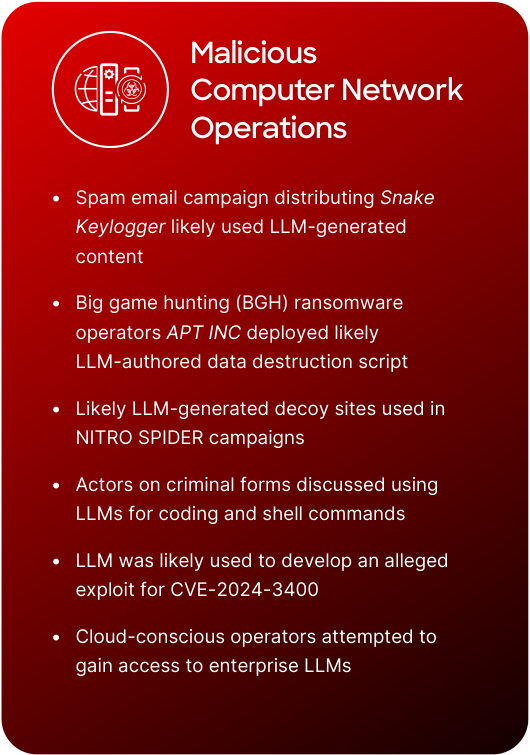 Malicious
Computer Network
Operations
• Spam email campaign distributing Snake
Keylogger likely used LLM-generated
content
• Big game hunting (BGH) ransomware
operators APT INC deployed likely
LLM-authored data destruction script
• Likely LLM-generated decoy sites used in
NITRO SPIDER campaigns
• Actors on criminal forms discussed using
LLMs for coding and shell commands
• LLM was likely used to develop an alleged
exploit for CVE-2024-3400
• Cloud-conscious operators attempted to
gain access to enterprise LLMs